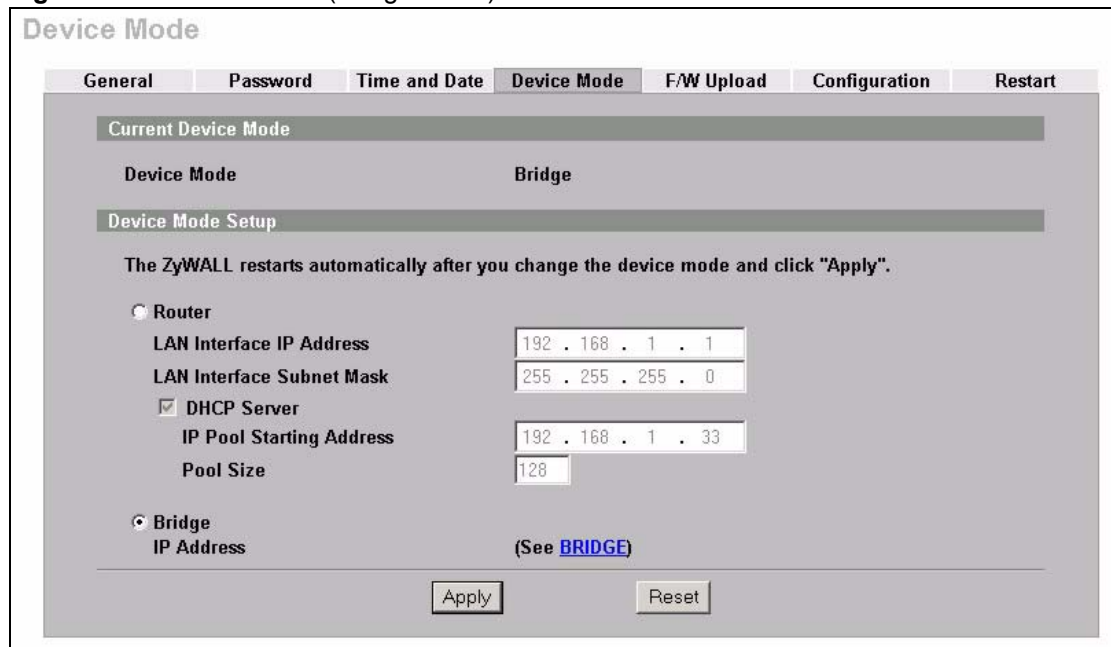 Device Mode
General Password Time and Date Device Mode F/W Upload Configuration Restart
Current Device Mode
Device Mode Bridge
Device Mode Setup
The ZyWALL restarts automatically after you change the device mode and click "Apply".
Router
LAN Interface IP Address 192 . 168 . 1 . 1
LAN Interface Subnet Mask 255 . 255 . 255 . 0
DHCP Server
IP Pool Starting Address 192 . 168 . 1 . 33
Pool Size 128
Bridge
IP Address (See BRIDGE)
Apply Reset